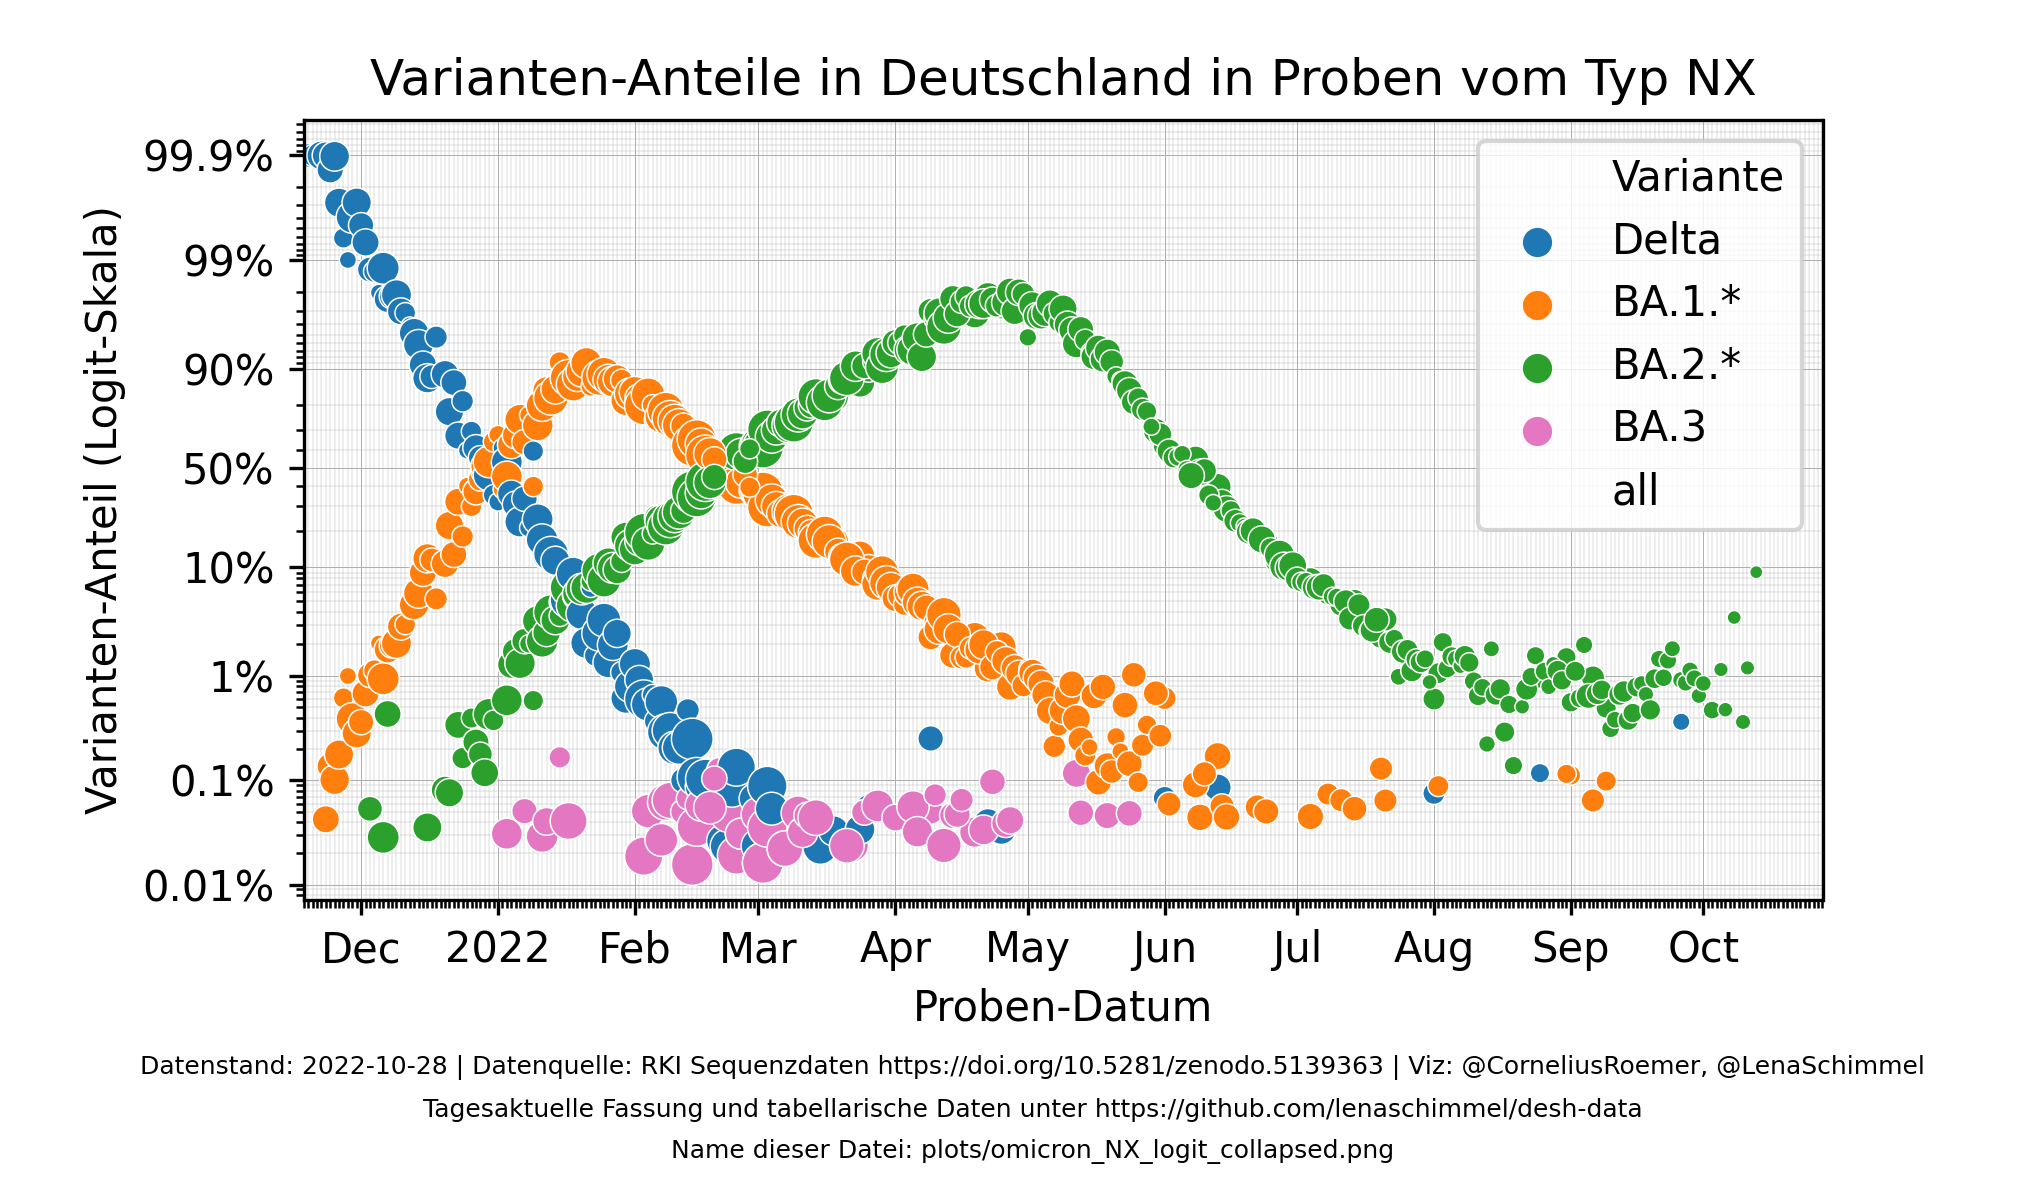 Varianten-Anteile in Deutschland in Proben vom Typ NX
Varianten-Anteil (Logit-Skala)
99.9%
99%
90%
50%
10%
1%
0.1%
0.01%
Variante
Delta
BA.1.*
BA.2.*
BA.3
all
Dec 2022 Feb Mar Apr May Jun Jul Aug Sep Oct
Proben-Datum
Datenstand: 2022-10-28 | Datenquelle: RKI Sequenzdaten https://doi.org/10.5281/zenodo.5139363 | Viz: @CorneliusRoemer, @LenaSchimmel
Tagesaktuelle Fassung und tabellarische Daten unter https://github.com/lenaschimmel/desh-data
Name dieser Datei: plots/omicron_NX_logit_collapsed.png